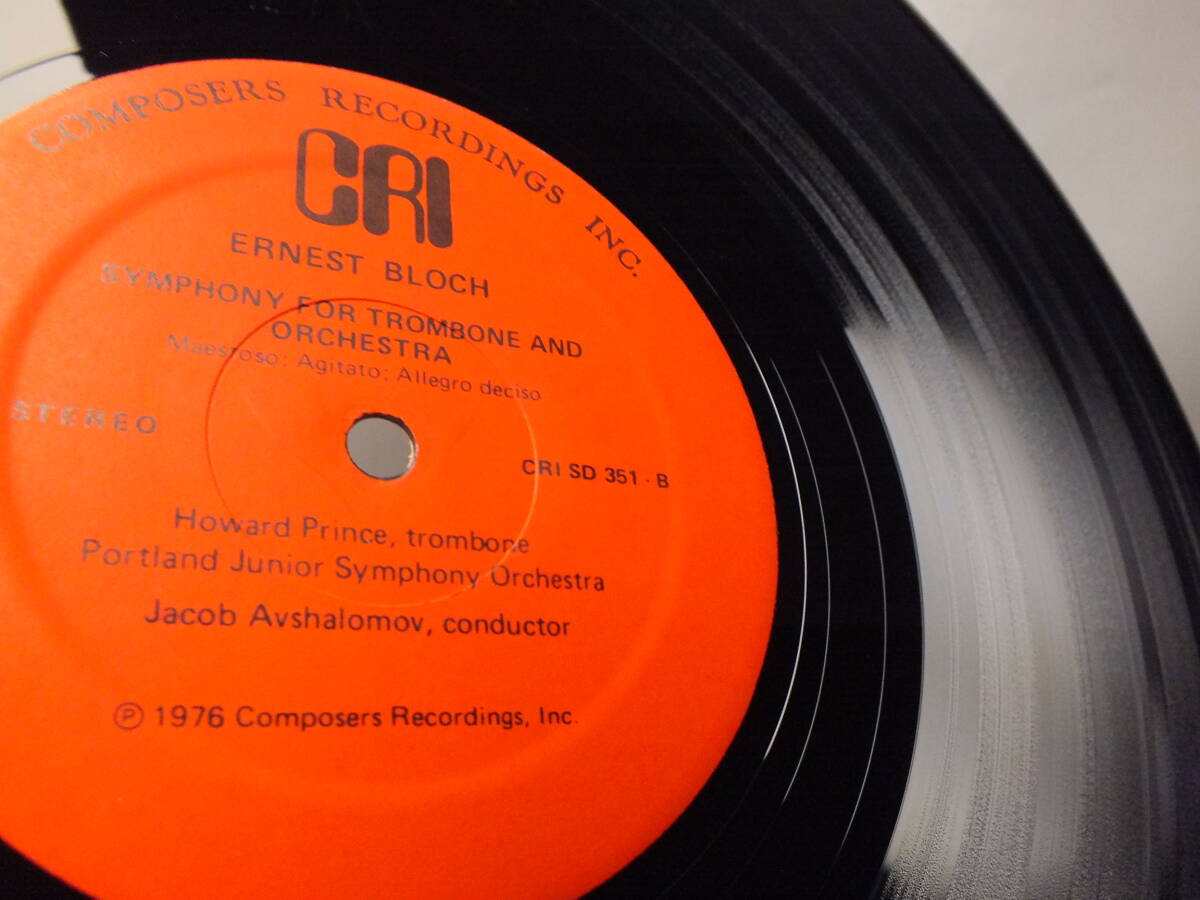 COMPOSERS RECORDINGS INC.
CRI
ERNEST BLOCH
SYMPHONY FOR TROMBONE AND
ORCHESTRA
Maesroso; Agitato; Allegro deciso
STEREO
CRI SD 351 - B
Howard Prince, trombone
Portland Junior Symphony Orchestra
Jacob Avshalomov, conductor
Ⓟ 1976 Composers Recordings, Inc.